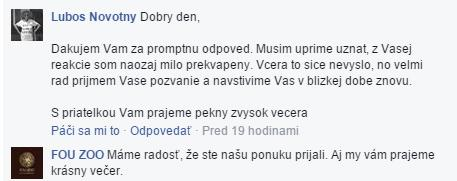 Lubos Novotny Dobry den,
Dakujem Vam za promptnu odpoved. Musim uprime uznat, z Vasej
reakcie som naozaj milo prekvapeny. Vcera to sice nevyslo, no velmi
rad prijmem Vase pozvanie a navstivime Vas v blizkej dobe znovu.
S priatelkou Vam prajeme pekny zvysok vecera
Páči sa mi to · Odpovedať · Pred 19 hodinami
FOU ZOO Máme radosť, že ste našu ponuku prijali. Aj my vám prajeme
krásny večer.